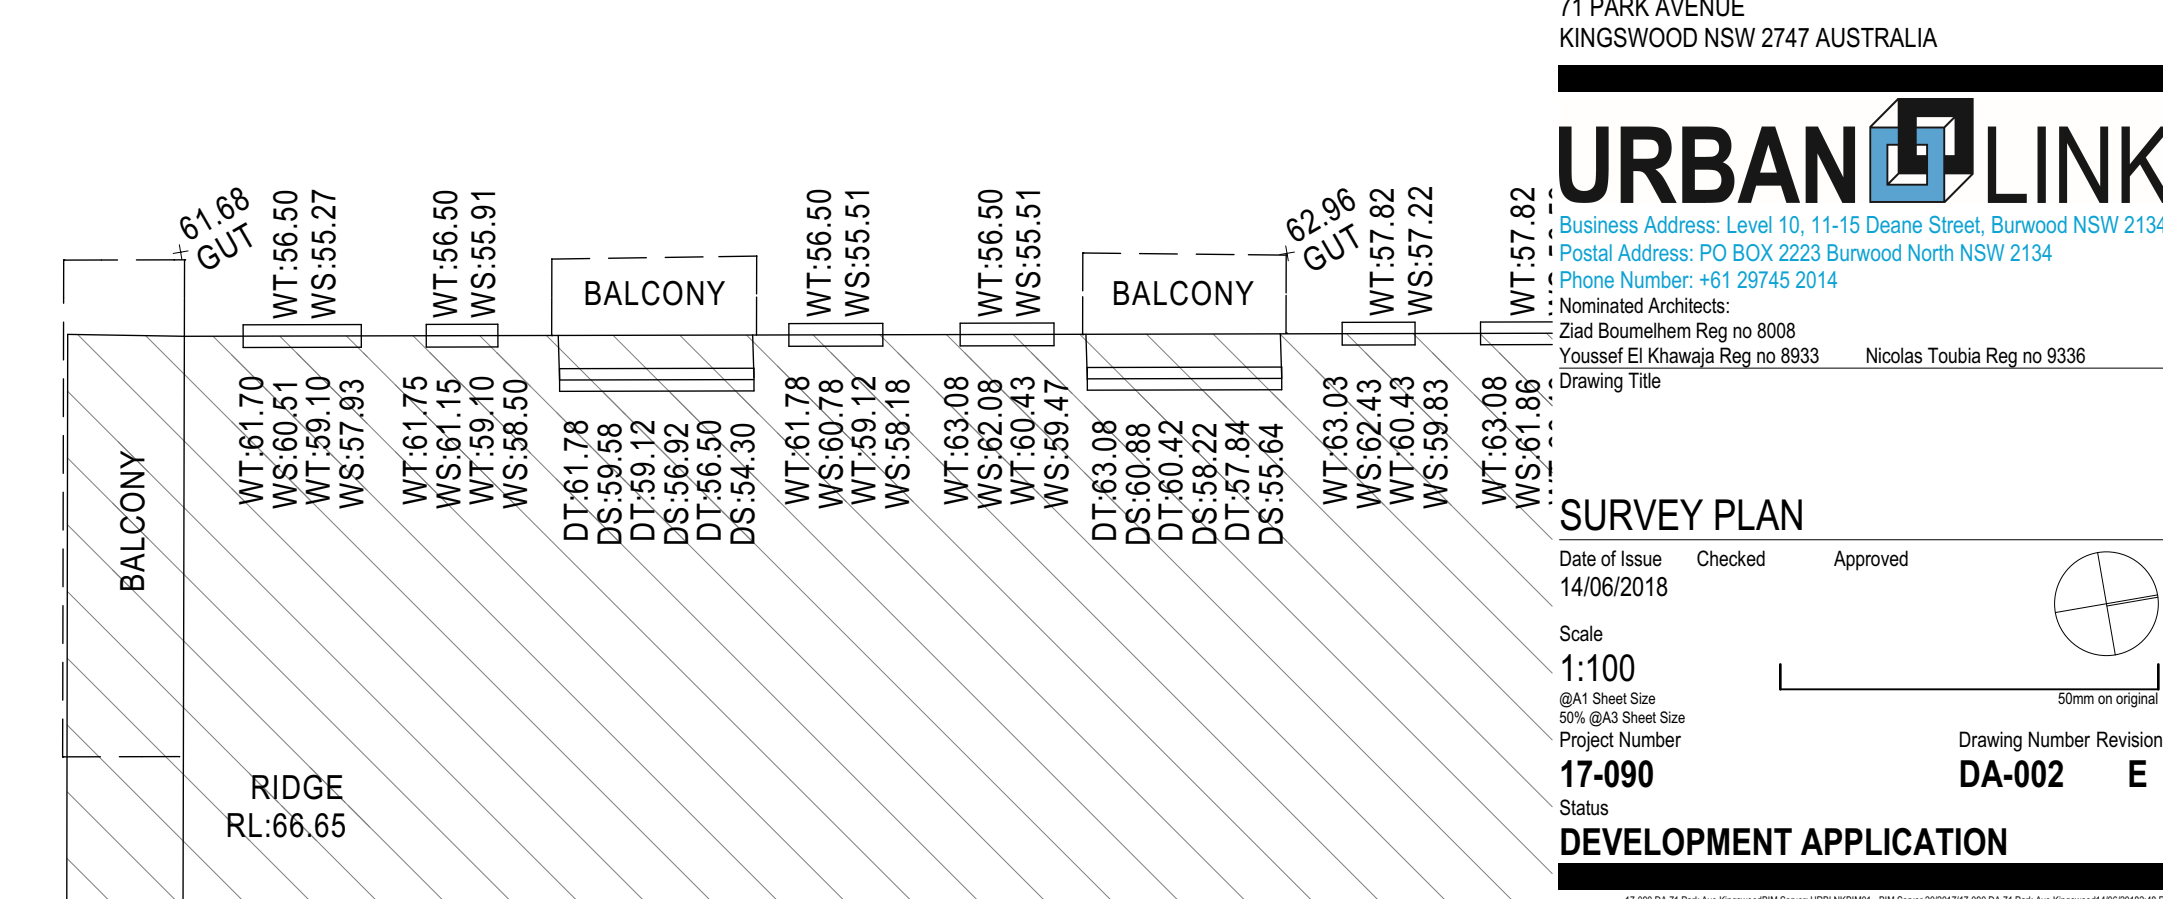 61.68
GUT
WT:56.50
WS:55.27
WT:56.50
WS:55.91
BALCONY
WT:56.50
WS:55.51
WT:56.50
WS:55.51
BALCONY
62.96
GUT
WT:57.82
WS:57.22
WT:57.82
WT:61.70
WS:60.51
WT:59.10
WS:57.93
WT:61.75
WS:61.15
WT:59.10
WS:58.50
DT:61.78
DS:59.58
DT:59.12
DS:56.92
DT:56.50
DS:54.30
WT:61.78
WS:60.78
WT:59.12
WS:58.18
WT:63.08
WS:62.08
WT:60.43
WS:59.47
DT:63.08
DS:60.88
DT:60.42
DS:58.22
DT:57.84
DS:55.64
WT:63.03
WS:62.43
WT:60.43
WS:59.83
WT:63.08
WS:61.86
BALCONY
RIDGE
RL:66.65
71 PARK AVENUE
KINGSWOOD NSW 2747 AUSTRALIA
URBAN LINK
Business Address: Level 10, 11-15 Deane Street, Burwood NSW 2134
Postal Address: PO BOX 2223 Burwood North NSW 2134
Phone Number: +61 29745 2014
Nominated Architects:
Ziad Boumelhem Reg no 8008
Youssef El Khawaja Reg no 8933 Nicolas Toubia Reg no 9336
Drawing Title
SURVEY PLAN
Date of Issue Checked Approved
14/06/2018
Scale
1:100
@A1 Sheet Size
50% @A3 Sheet Size
50mm on original
Project Number Drawing Number Revision
17-090 DA-002 E
Status
DEVELOPMENT APPLICATION